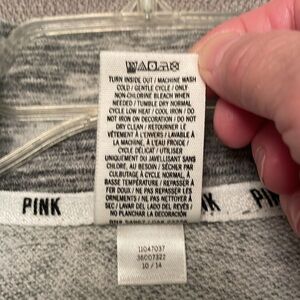 TURN INSIDE OUT / MACHINE WASH
COLD / GENTLE CYCLE / ONLY
NON-CHLORINE BLEACH WHEN
NEEDED / TUMBLE DRY NORMAL
CYCLE LOW HEAT / COOL IRON / DO
NOT IRON ON DECORATION / DO NOT
DRY CLEAN / RETOURNER LE
VÊTEMENT À L'ENVERS / LAVABLE À
LA MACHINE, À L'EAU FROIDE /
CYCLE DÉLICAT / UTILISER
UNIQUEMENT DU JAVELLISANT SANS
CHLORE, AU BESOIN / SÉCHAGE PAR
CULBUTAGE À CYCLE NORMAL, À
BASSE TEMPÉRATURE / REPASSER À
FER DOUX / NE PAS REPASSER LES
ORNEMENTS / NE PAS NETTOYER À
SEC / LAVAR DEL LADO DEL REVÉS /
NO PLANCHAR LA DECORACIÓN
PINK
NK
PINK
11047037
38007322
10 / 14